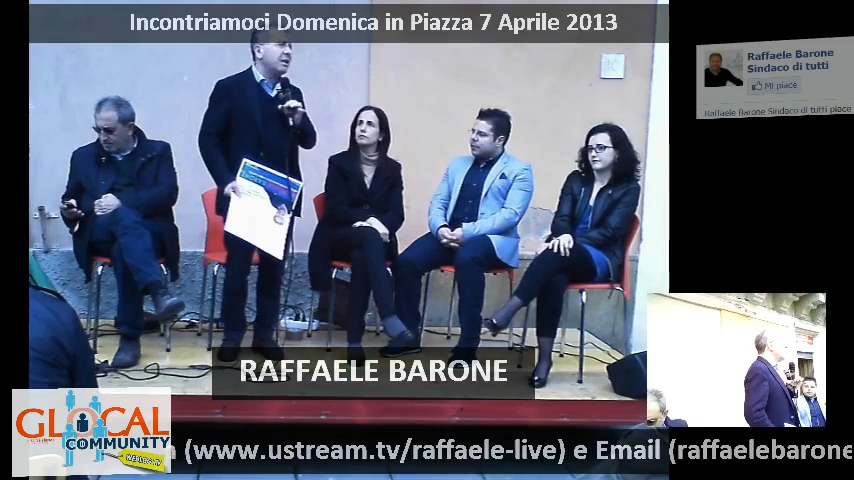 Incontriamoci Domenica in Piazza 7 Aprile 2013
Raffaele Barone
Sindaco di tutti
Mi piace
Raffaele Barone Sindaco di tutti piace
RAFFAELE BARONE
GLOCAL
COMMUNITY
(www.ustream.tv/raffaele-live) e Email (raffaelebarone